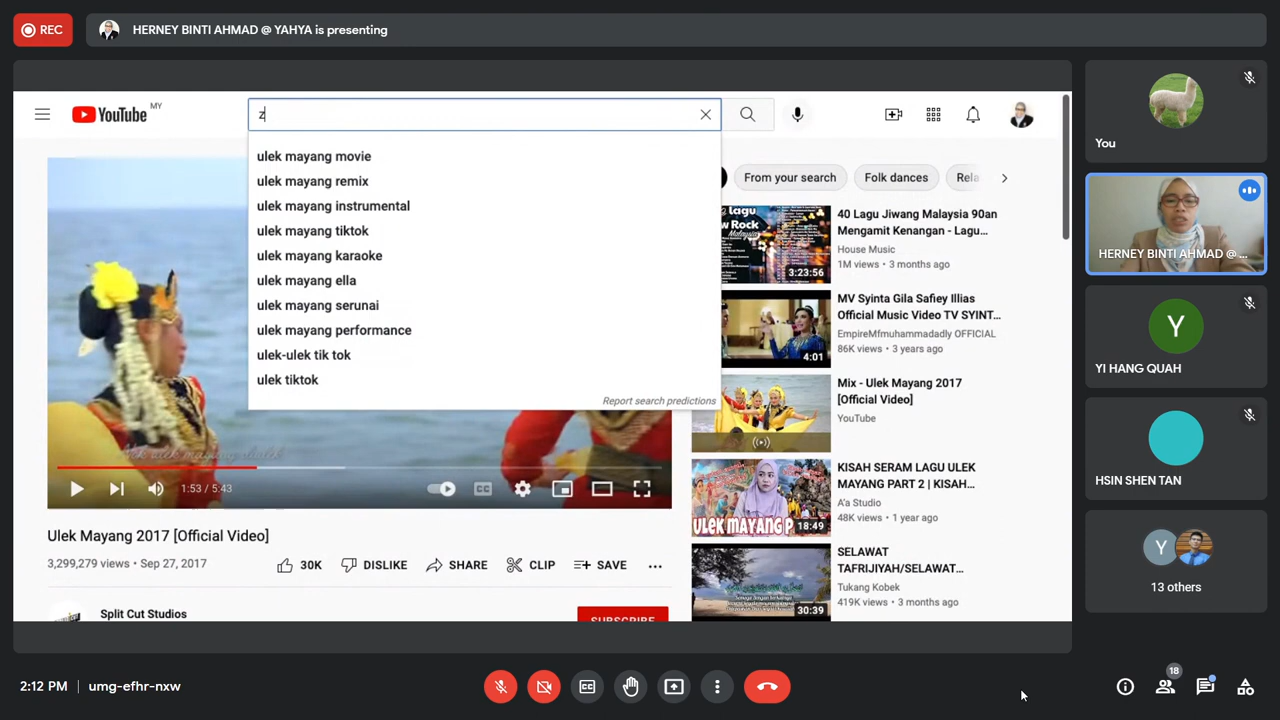 REC
HERNEY BINTI AHMAD @ YAHYA is presenting
YouTube MY
z
ulek mayang movie
ulek mayang remix
ulek mayang instrumental
ulek mayang tiktok
ulek mayang karaoke
ulek mayang ella
ulek mayang serunai
ulek mayang performance
ulek-ulek tik tok
ulek tiktok
Report search predictions
1:53 / 5:43
CC
Ulek Mayang 2017 [Official Video]
3,299,279 views • Sep 27, 2017
30K
DISLIKE
SHARE
CLIP
SAVE
Split Cut Studios
SUBSCRIBE
From your search
Folk dances
Rela
lagu
w Rock
Malaysia
3:23:56
40 Lagu Jiwang Malaysia 90an
Mengamit Kenangan - Lagu...
House Music
1M views • 3 months ago
4:01
MV Syinta Gila Safiey Illias
Official Music Video TV SYINT...
EmpireMfmuhammadadly OFFICIAL
86K views • 3 years ago
Mix - Ulek Mayang 2017
[Official Video]
YouTube
ULEK MAYANG P
18:49
KISAH SERAM LAGU ULEK
MAYANG PART 2 | KISAH...
A'a Studio
48K views • 1 year ago
30:39
SELAWAT
TAFRIJIYAH/SELAWAT...
Tukang Kobek
419K views • 3 months ago
You
HERNEY BINTI AHMAD @ ...
Y
YI HANG QUAH
HSIN SHEN TAN
Y
13 others
2:12 PM | umg-efhr-nxw
18